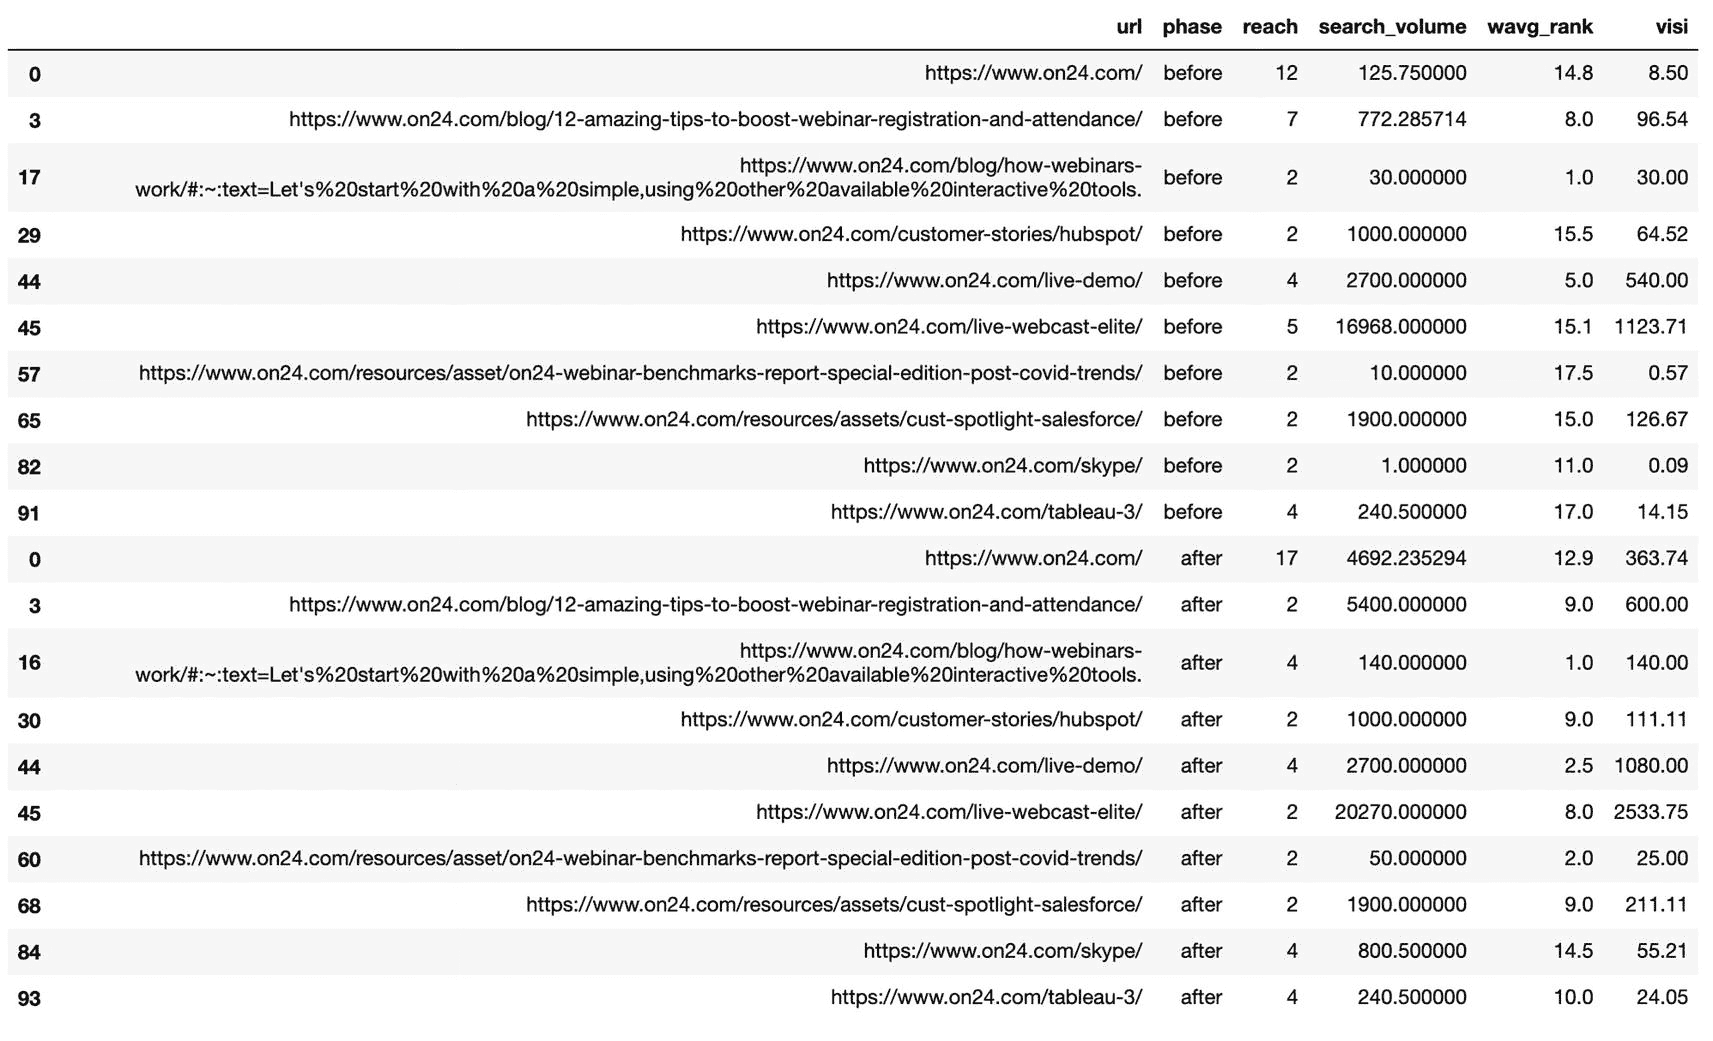 url phase reach search_volume wavg_rank visi
0 https://www.on24.com/ before 12 125.750000 14.8 8.50
3 https://www.on24.com/blog/12-amazing-tips-to-boost-webinar-registration-and-attendance/ before 7 772.285714 8.0 96.54
https://www.on24.com/blog/how-webinars-
17 work/#:~:text=Let's%20start%20with%20a%20simple,using%20other%20available%20interactive%20tools. before 2 30.000000 1.0 30.00
29 https://www.on24.com/customer-stories/hubspot/ before 2 1000.000000 15.5 64.52
44 https://www.on24.com/live-demo/ before 4 2700.000000 5.0 540.00
45 https://www.on24.com/live-webcast-elite/ before 5 16968.000000 15.1 1123.71
57 https://www.on24.com/resources/asset/on24-webinar-benchmarks-report-special-edition-post-covid-trends/ before 2 10.000000 17.5 0.57
65 https://www.on24.com/resources/assets/cust-spotlight-salesforce/ before 2 1900.000000 15.0 126.67
82 https://www.on24.com/skype/ before 2 1.000000 11.0 0.09
91 https://www.on24.com/tableau-3/ before 4 240.500000 17.0 14.15
0 https://www.on24.com/ after 17 4692.235294 12.9 363.74
3 https://www.on24.com/blog/12-amazing-tips-to-boost-webinar-registration-and-attendance/ after 2 5400.000000 9.0 600.00
https://www.on24.com/blog/how-webinars-
16 work/#:~:text=Let's%20start%20with%20a%20simple,using%20other%20available%20interactive%20tools. after 4 140.000000 1.0 140.00
30 https://www.on24.com/customer-stories/hubspot/ after 2 1000.000000 9.0 111.11
44 https://www.on24.com/live-demo/ after 4 2700.000000 2.5 1080.00
45 https://www.on24.com/live-webcast-elite/ after 2 20270.000000 8.0 2533.75
60 https://www.on24.com/resources/asset/on24-webinar-benchmarks-report-special-edition-post-covid-trends/ after 2 50.000000 2.0 25.00
68 https://www.on24.com/resources/assets/cust-spotlight-salesforce/ after 2 1900.000000 9.0 211.11
84 https://www.on24.com/skype/ after 4 800.500000 14.5 55.21
93 https://www.on24.com/tableau-3/ after 4 240.500000 10.0 24.05